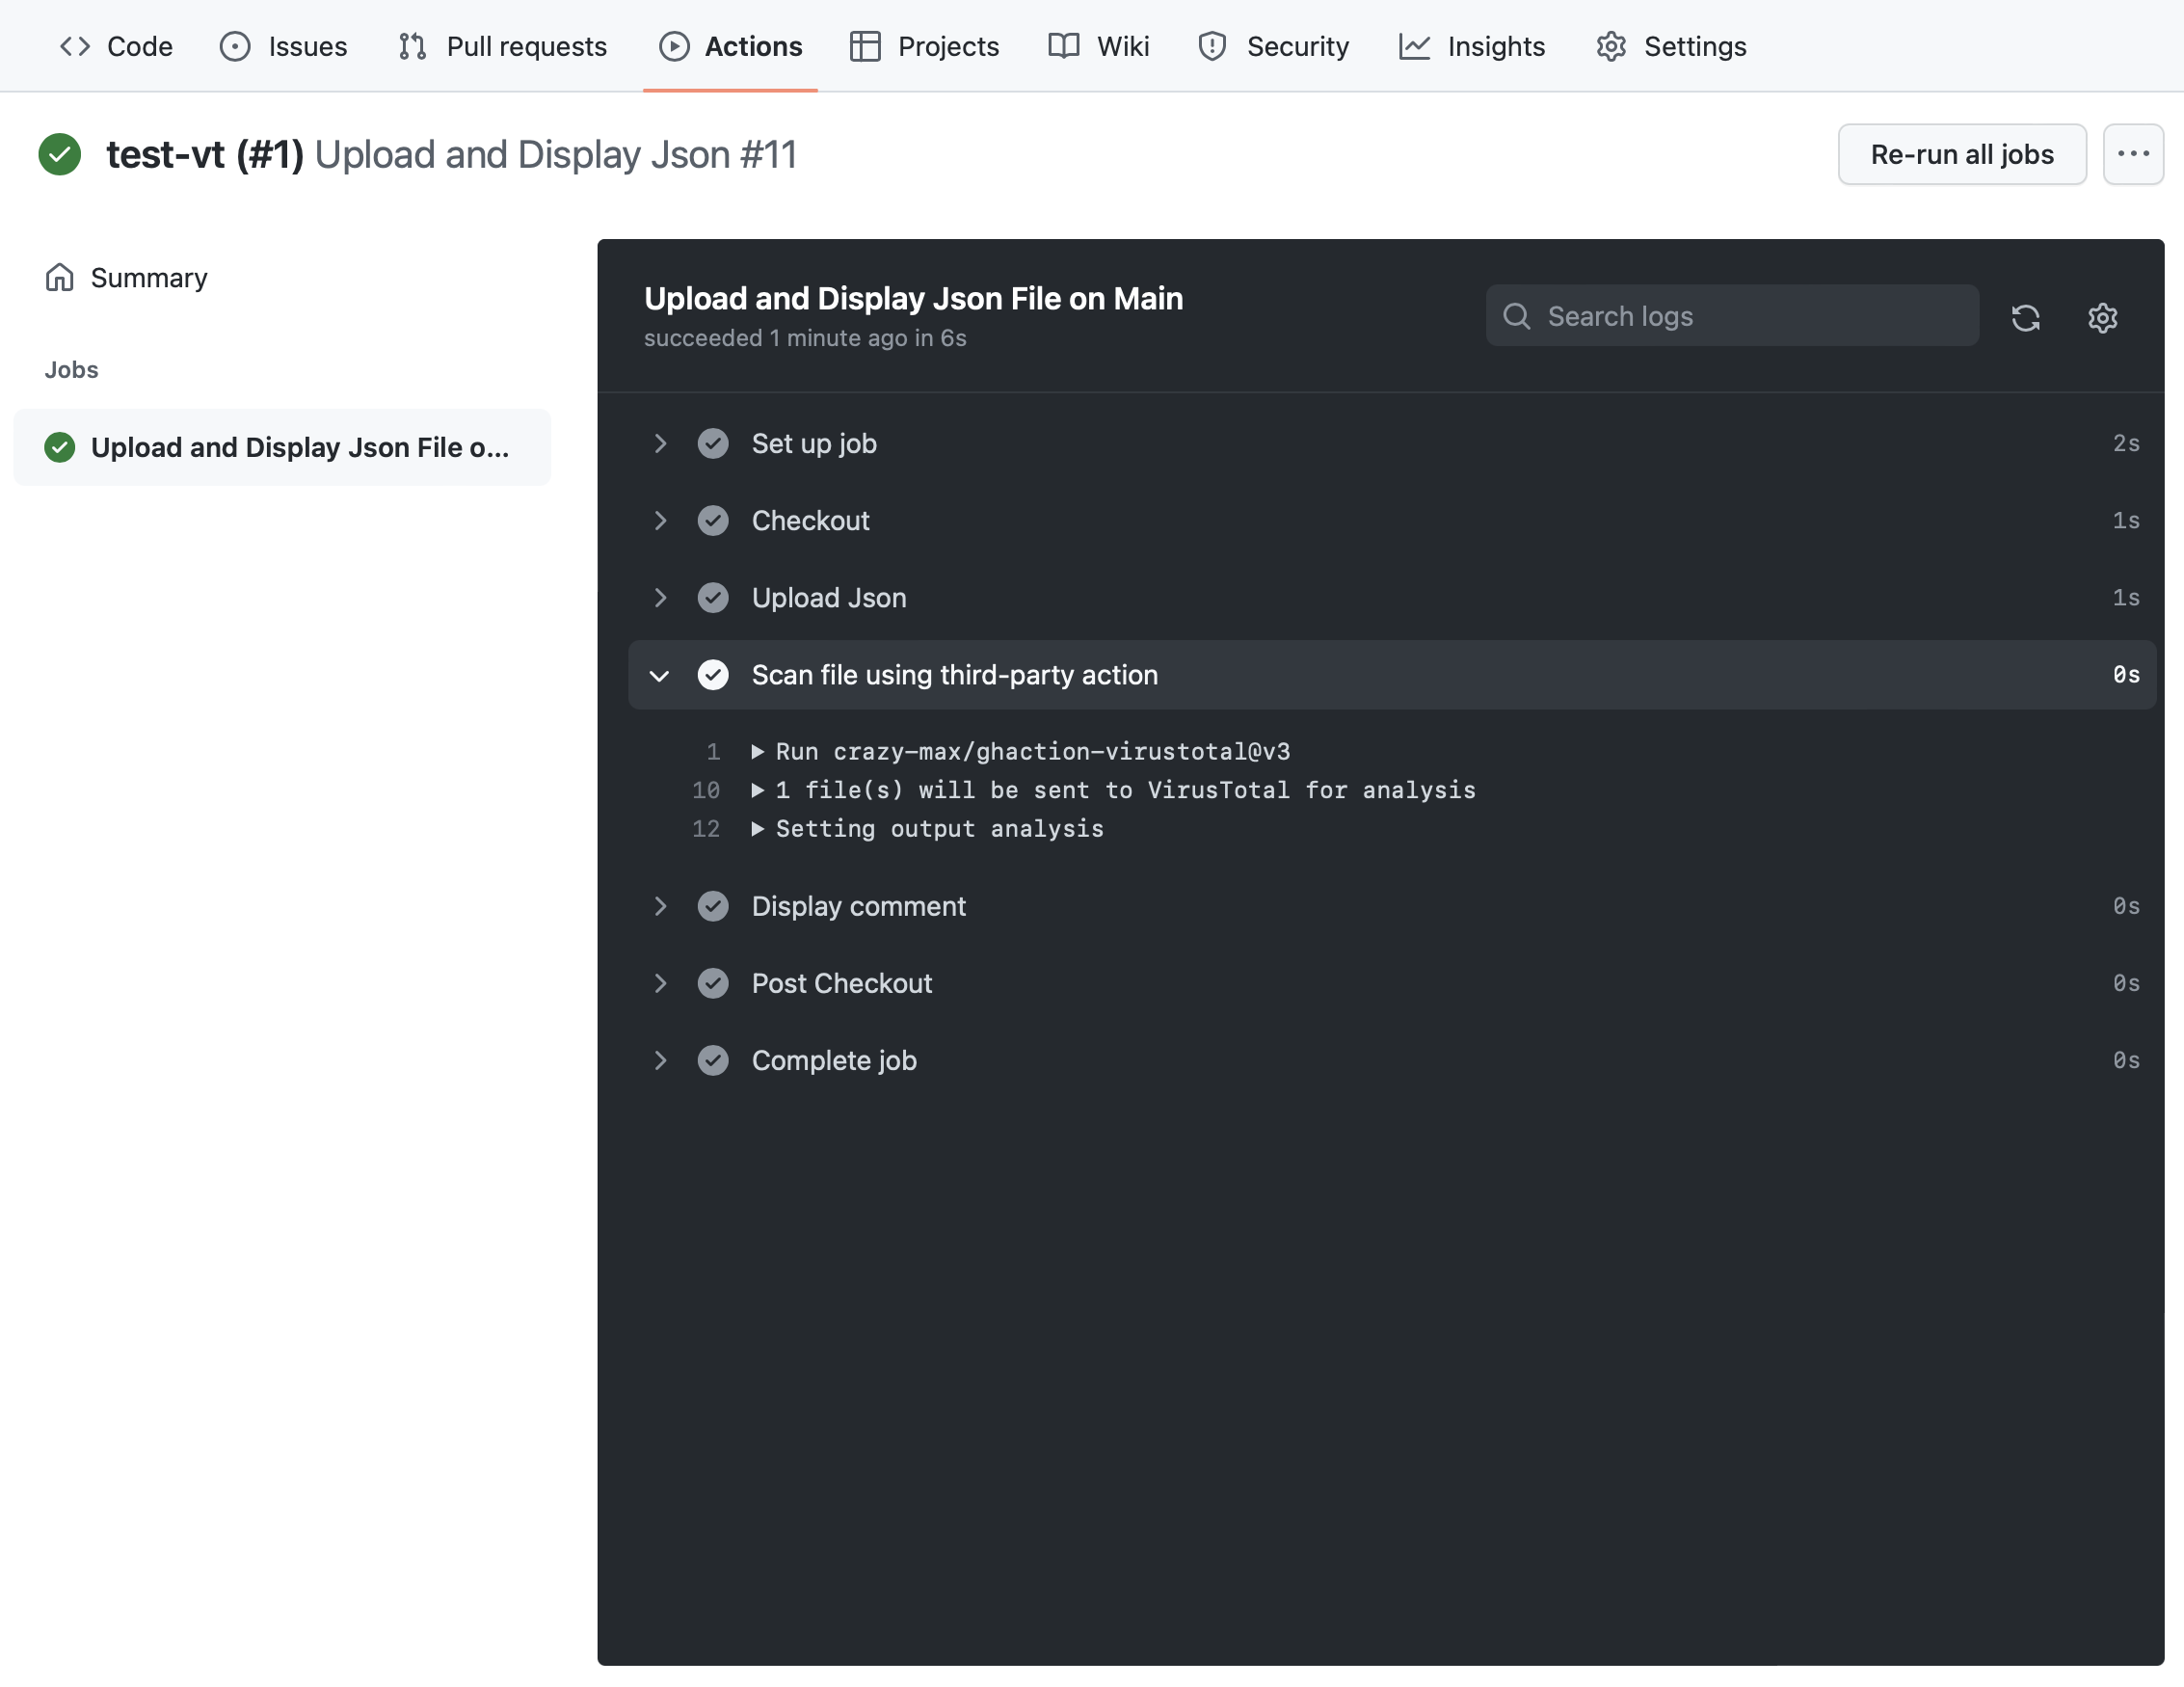 Code Issues Pull requests Actions Projects Wiki Security Insights Settings
test-vt (#1) Upload and Display Json #11
Re-run all jobs
Summary
Jobs
Upload and Display Json File o...
Upload and Display Json File on Main
succeeded 1 minute ago in 6s
Search logs
Set up job 2s
Checkout 1s
Upload Json 1s
Scan file using third-party action 0s
1 Run crazy-max/ghaction-virustotal@v3
10 1 file(s) will be sent to VirusTotal for analysis
12 Setting output analysis
Display comment 0s
Post Checkout 0s
Complete job 0s